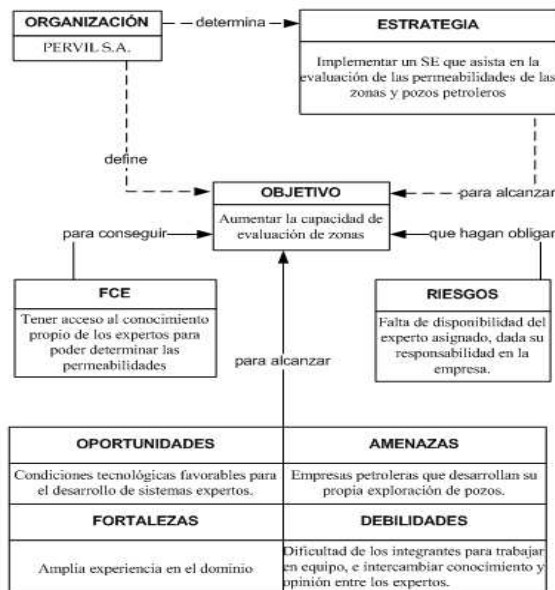 ORGANIZACIÓN
PERVIL S.A.
determina
ESTRATEGIA
Implementar un SE que asista en la
evaluación de las permeabilidades de las
zonas y pozos petroleros
define
OBJETIVO
Aumentar la capacidad de
evaluación de zonas
para alcanzar
para conseguir
que hagan obligar
FCE
Tener acceso al conocimiento
propio de los expertos para
poder determinar las
permeabilidades
RIESGOS
Falta de disponibilidad del
experto asignado, dada su
responsabilidad en la
empresa.
para alcanzar
OPORTUNIDADES
Condiciones tecnológicas favorables para
el desarrollo de sistemas expertos.
AMENAZAS
Empresas petroleras que desarrollan su
propia exploración de pozos.
FORTALEZAS
Amplia experiencia en el dominio
DEBILIDADES
Dificultad de los integrantes para trabajar
en equipo, e intercambiar conocimiento y
opinión entre los expertos.